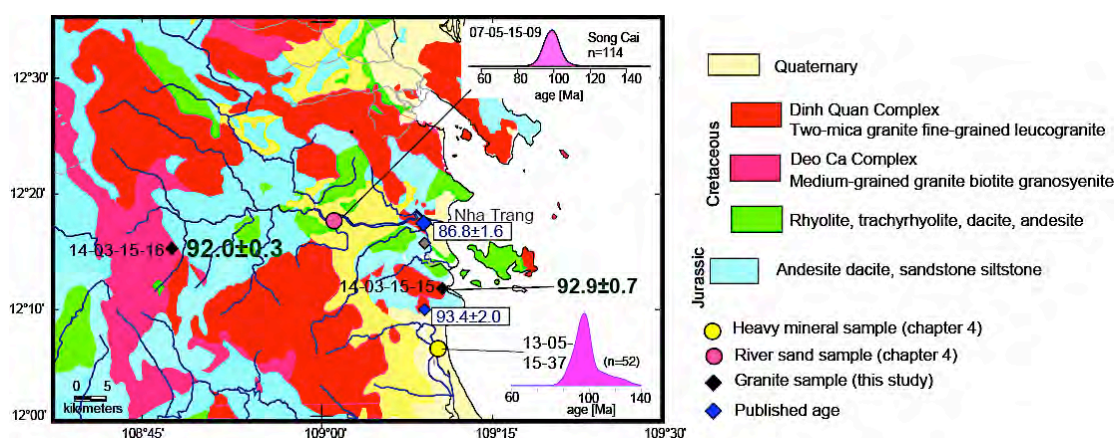 07-05-15-09
Song Cai
n=114
60 80 100 120 140
age [Ma]
12°30'
12°20'
12°10'
12°00'
Nha Trang
86.8±1.6
14-03-15-16
92.0±0.3
14-03-15-15
92.9±0.7
93.4±2.0
13-05-
15-37
(n=52)
60 100 140
age [Ma]
0 5
kilometers
108°45'
109°00'
109°15'
109°30'
Quaternary
Cretaceous
Dinh Quan Complex
Two-mica granite fine-grained leucogranite
Deo Ca Complex
Medium-grained granite biotite granosyenite
Rhyolite, trachyrhyolite, dacite, andesite
Jurassic
Andesite dacite, sandstone siltstone
Heavy mineral sample (chapter 4)
River sand sample (chapter 4)
Granite sample (this study)
Published age